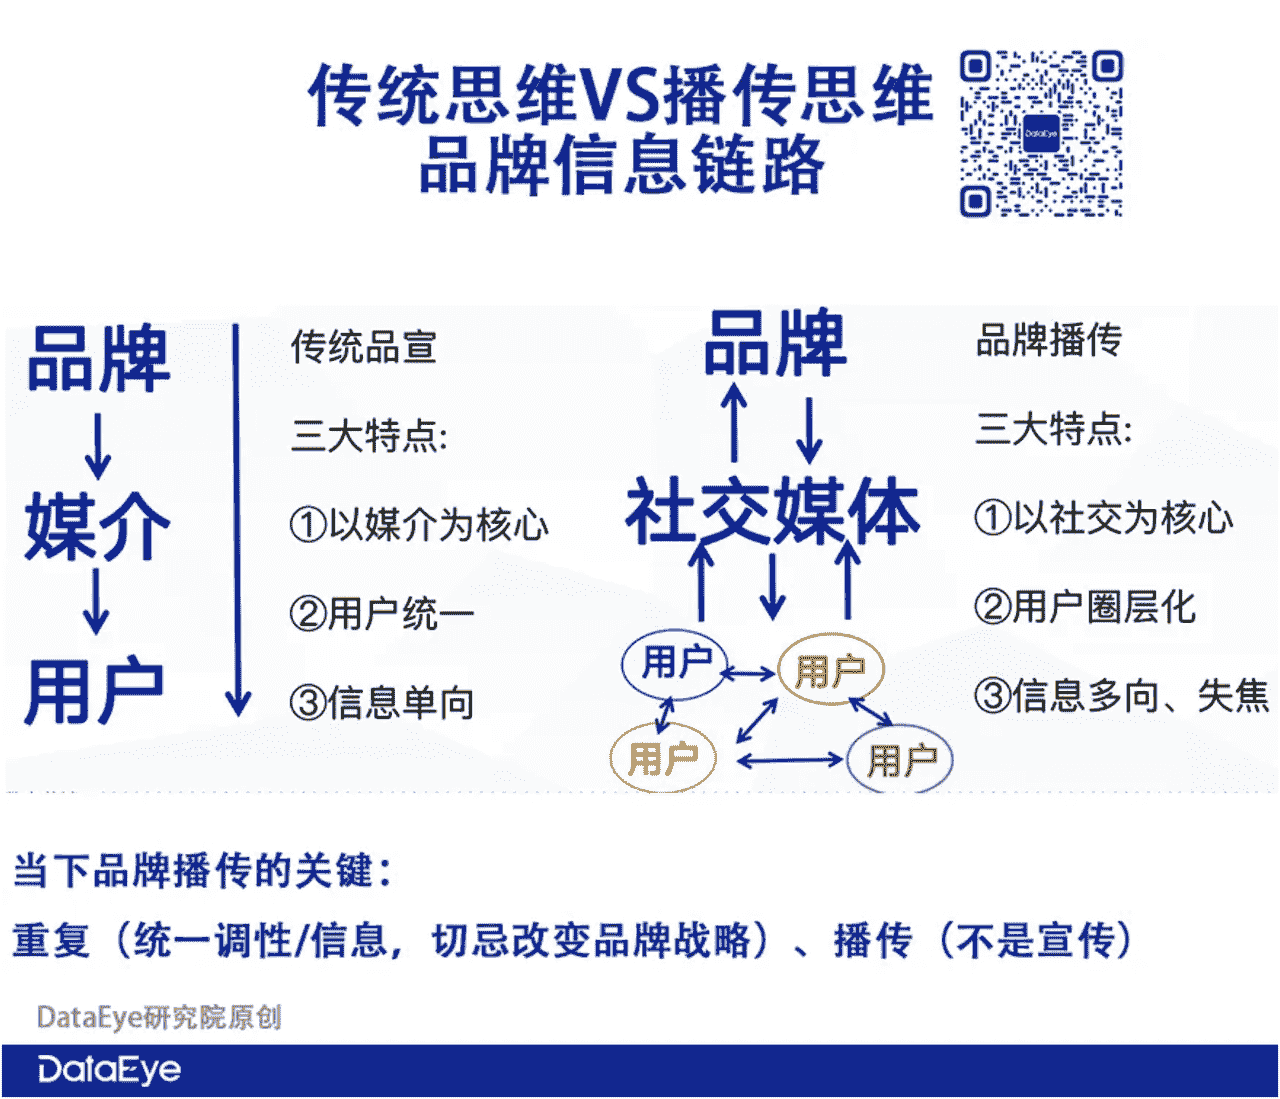 传统思维VS播传思维
品牌信息链路
DataEye
品牌
媒介
用户
传统品宣
三大特点:
①以媒介为核心
②用户统一
③信息单向
品牌
社交媒体
用户
用户
用户
用户
品牌播传
三大特点:
①以社交为核心
②用户圈层化
③信息多向、失焦
当下品牌播传的关键：
重复（统一调性/信息，切忌改变品牌战略）、播传（不是宣传）
DataEye研究院原创
DataEye